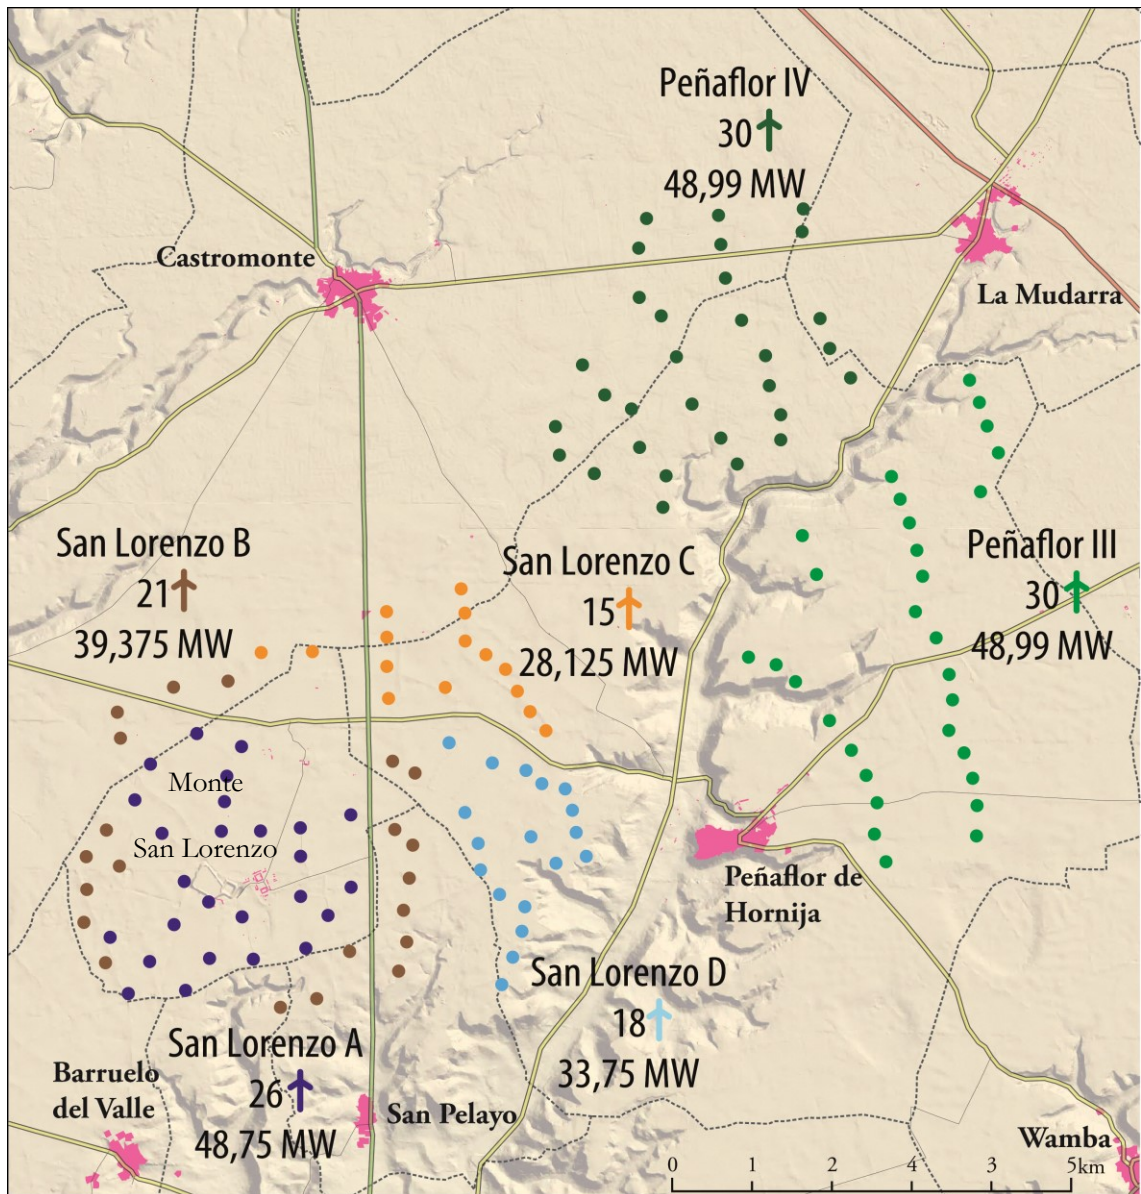 Peñaflor IV
30
48,99 MW
Castromonte
La Mudarra
San Lorenzo B
21
39,375 MW
San Lorenzo C
15
28,125 MW
Peñaflor III
30
48,99 MW
Monte
San Lorenzo
Peñaflor de
Hornija
San Lorenzo D
18
33,75 MW
San Lorenzo A
26
48,75 MW
Barruelo
del Valle
San Pelayo
Wamba
0 1 2 4 3 5km